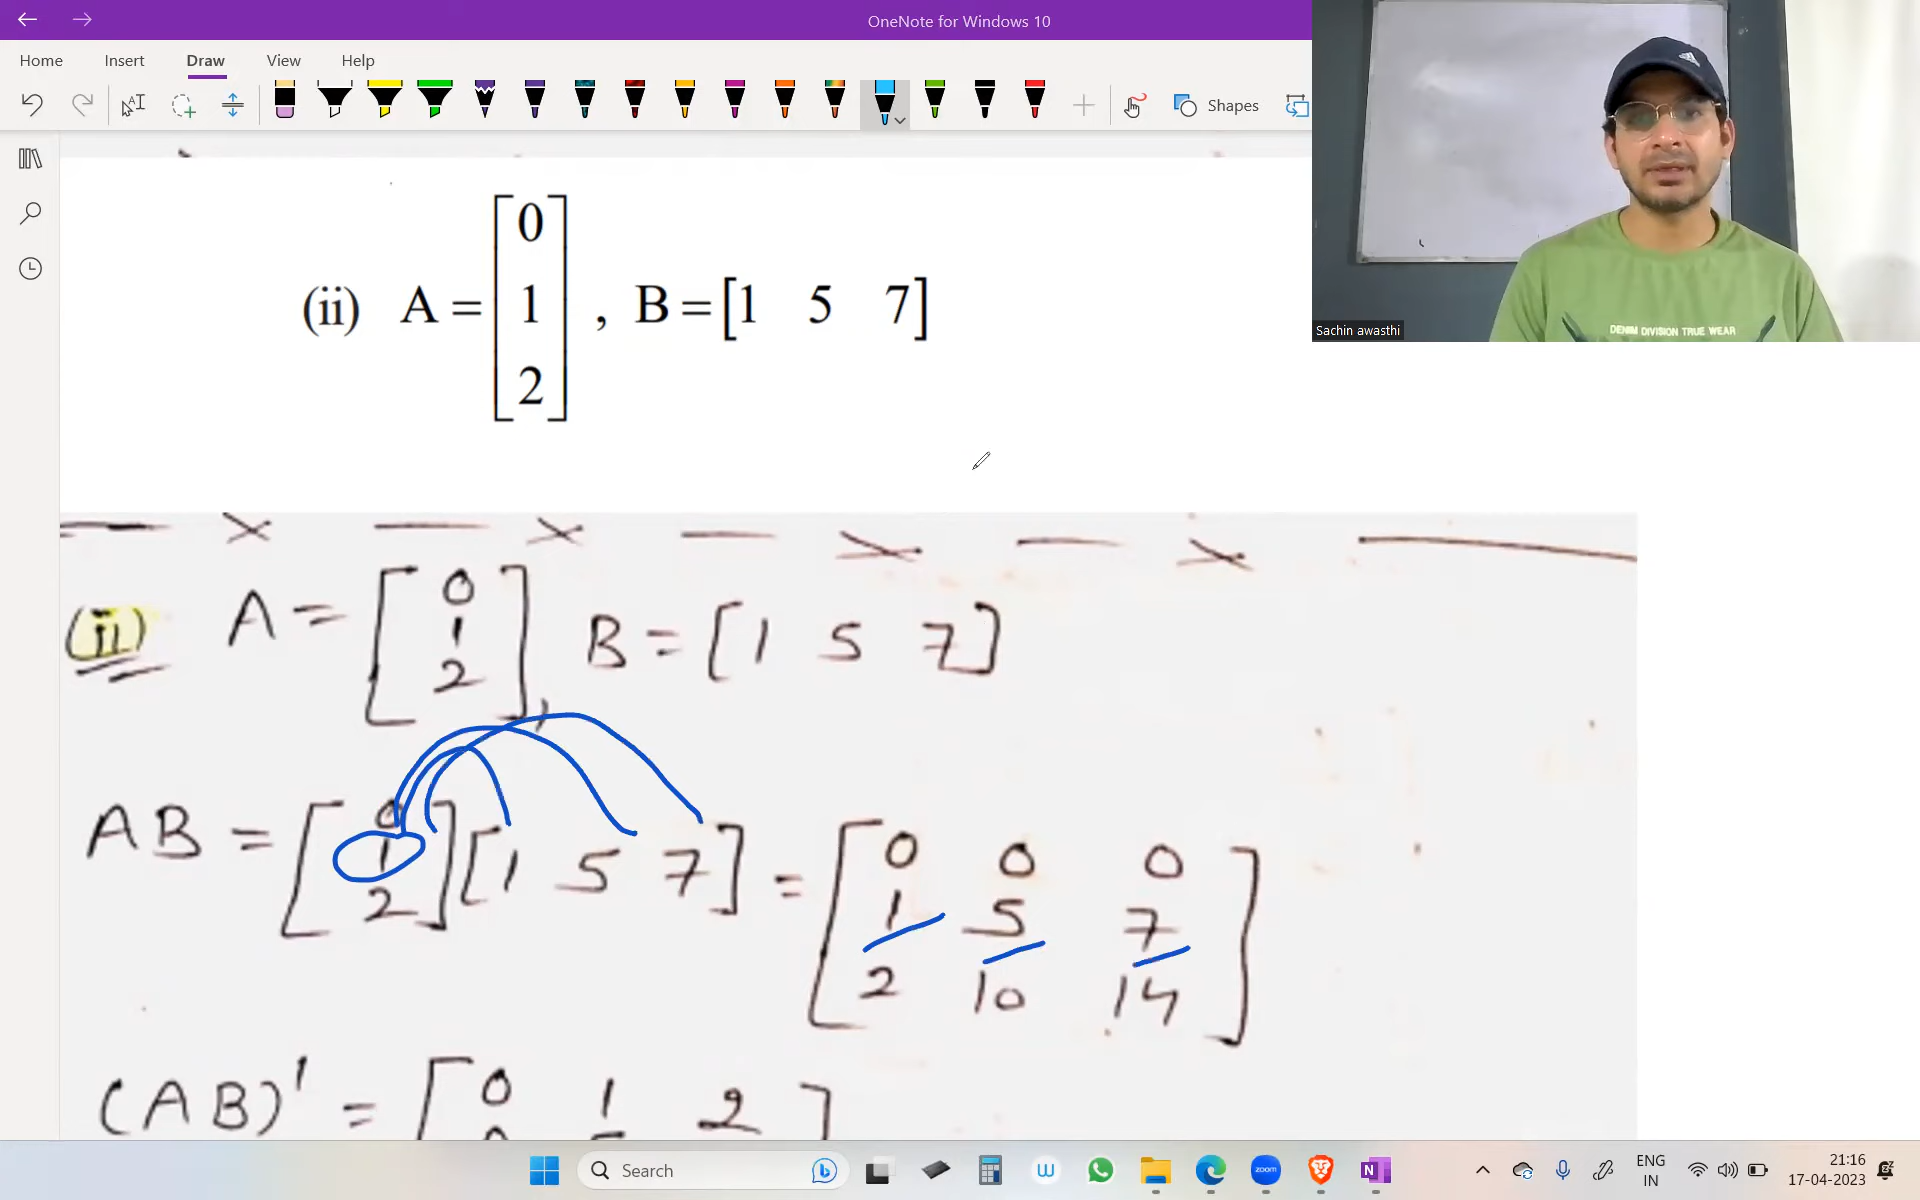 OneNote for Windows 10
Home Insert Draw View Help
Shapes
DENIM DIVISION TRUE WEAR
Sachin awasthi
(ii) A = [0 1 2], B = [1 5 7]
(ii) A = [0 1 2], B = [1 5 7]
AB = [0 1 2] [1 5 7] = [0 0 0
1 5 7
2 10 14]
(AB)' = [0 1 2]
Search
ENG
IN
21:16
17-04-2023